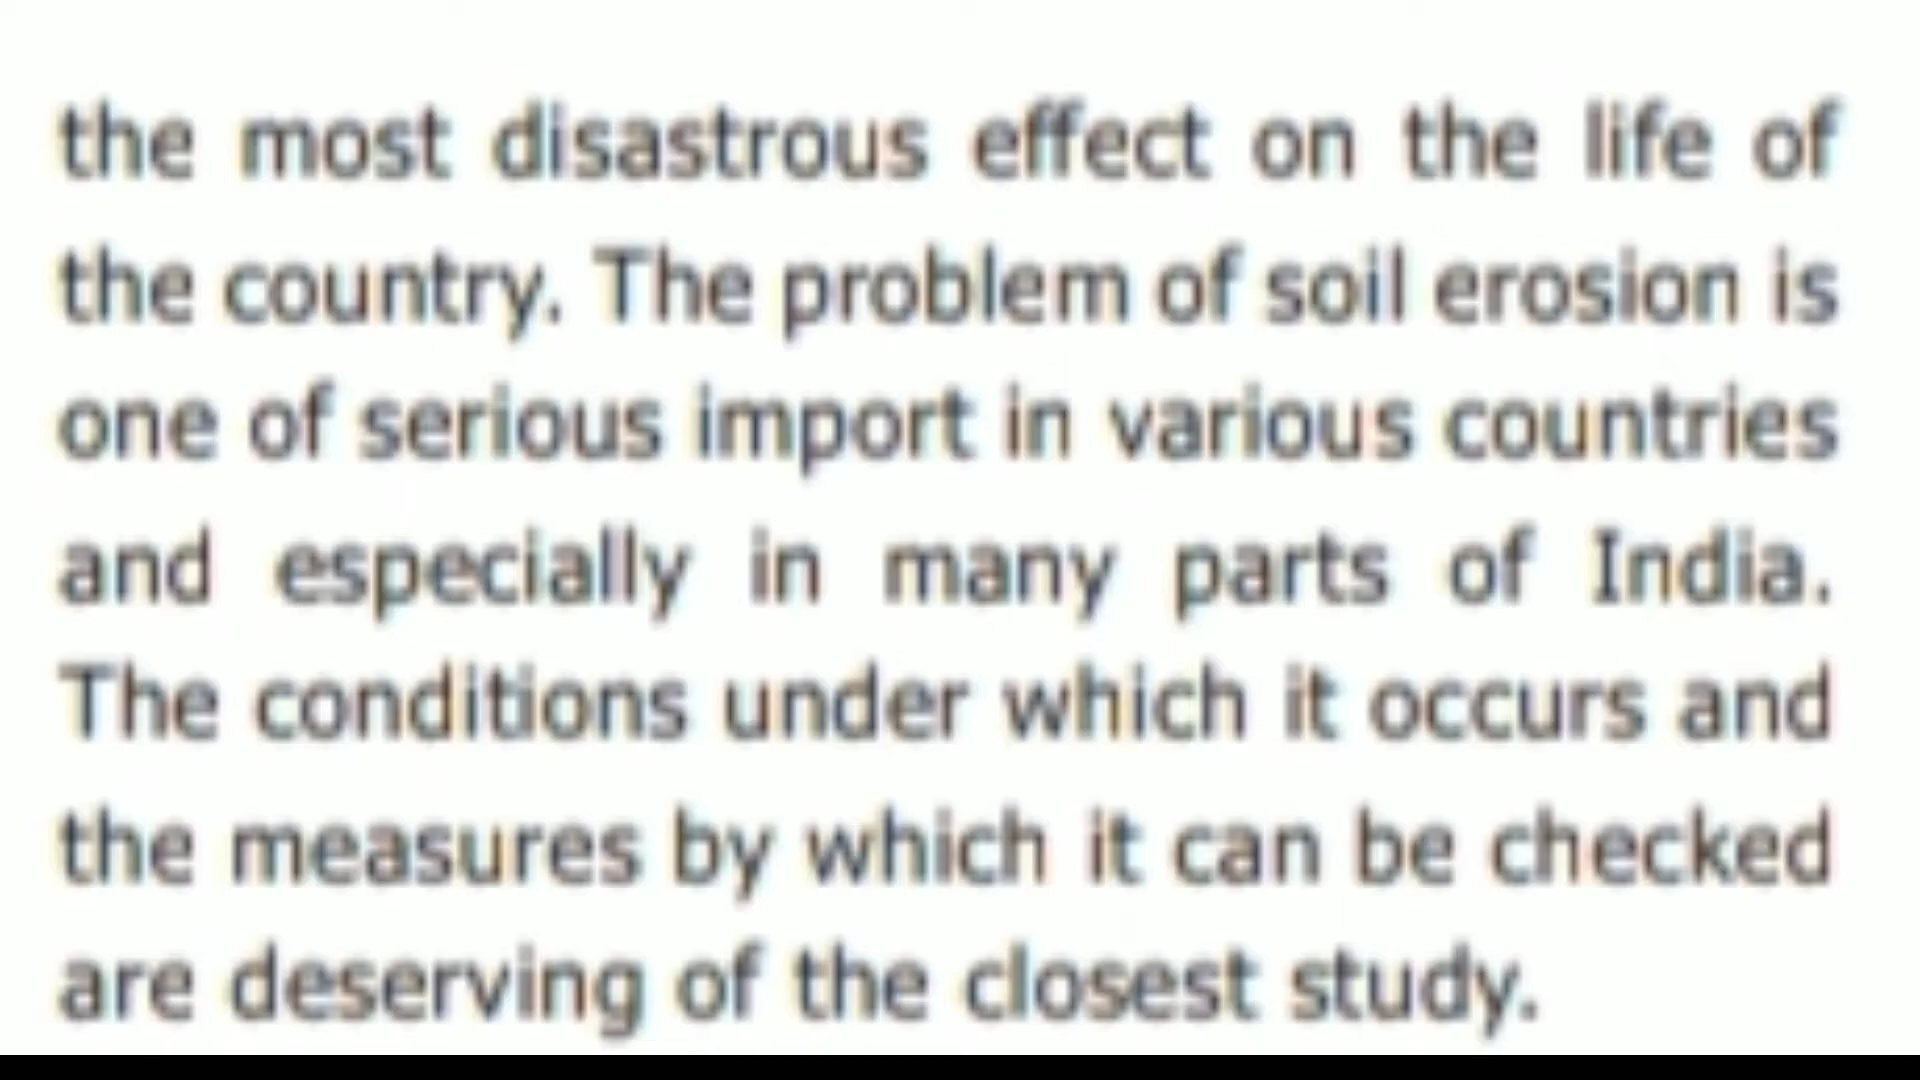 the most disastrous effect on the life of
the country. The problem of soil erosion is
one of serious import in various countries
and especially in many parts of India.
The conditions under which it occurs and
the measures by which it can be checked
are deserving of the closest study.